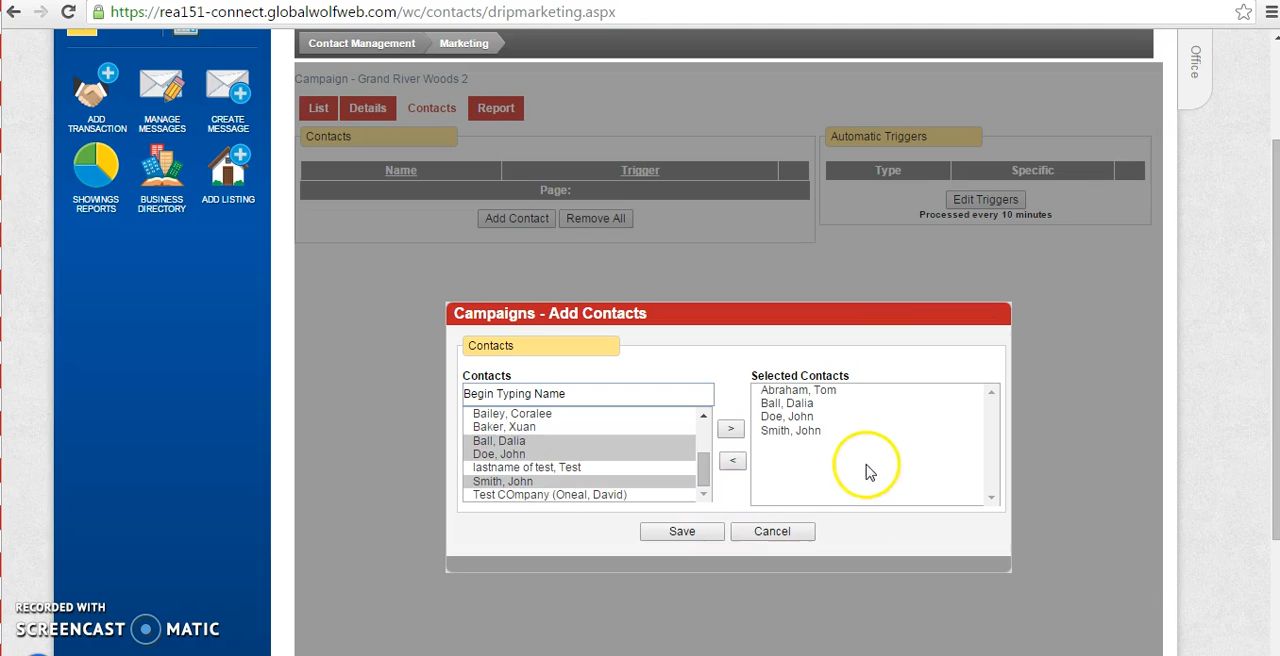 https://rea151-connect.globalwolfweb.com/wc/contacts/dripmarketing.aspx
Contact Management Marketing
Office
Campaign - Grand River Woods 2
List Details Contacts Report
ADD TRANSACTION
MANAGE MESSAGES
CREATE MESSAGE
SHOWINGS REPORTS
BUSINESS DIRECTORY
ADD LISTING
Contacts
Name Trigger
Page:
Add Contact Remove All
Automatic Triggers
Type Specific
Edit Triggers
Processed every 10 minutes
Campaigns - Add Contacts
Contacts
Contacts
Begin Typing Name
Bailey, Coralee
Baker, Xuan
Ball, Dalia
Doe, John
lastname of test, Test
Smith, John
Test COmpany (Oneal, David)
>
<
Selected Contacts
Abraham, Tom
Ball, Dalia
Doe, John
Smith, John
Save Cancel
RECORDED WITH
SCREENCAST MATIC